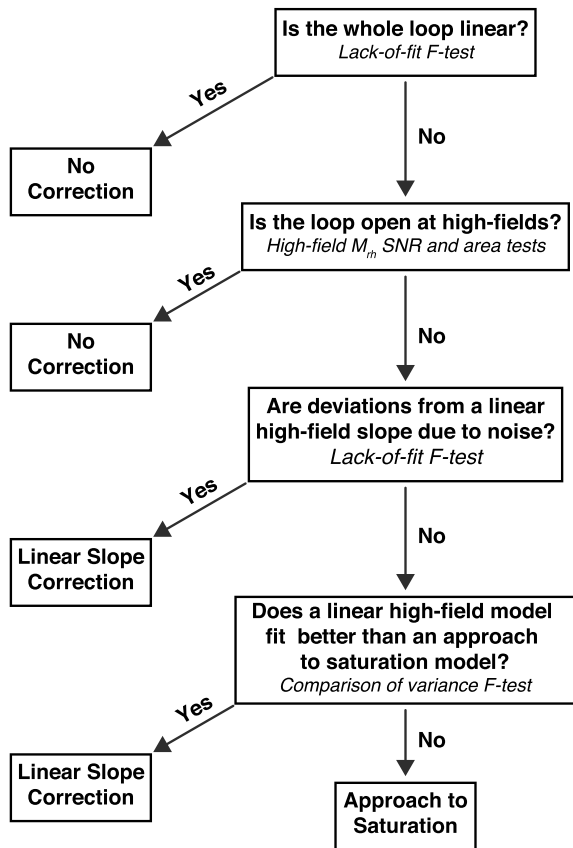 Is the whole loop linear?
Lack-of-fit F-test
Yes
No
No
Correction
Is the loop open at high-fields?
High-field Mrh SNR and area tests
Yes
No
No
Correction
Are deviations from a linear
high-field slope due to noise?
Lack-of-fit F-test
Yes
No
Linear Slope
Correction
Does a linear high-field model
fit better than an approach
to saturation model?
Comparison of variance F-test
Yes
No
Linear Slope
Correction
Approach to
Saturation